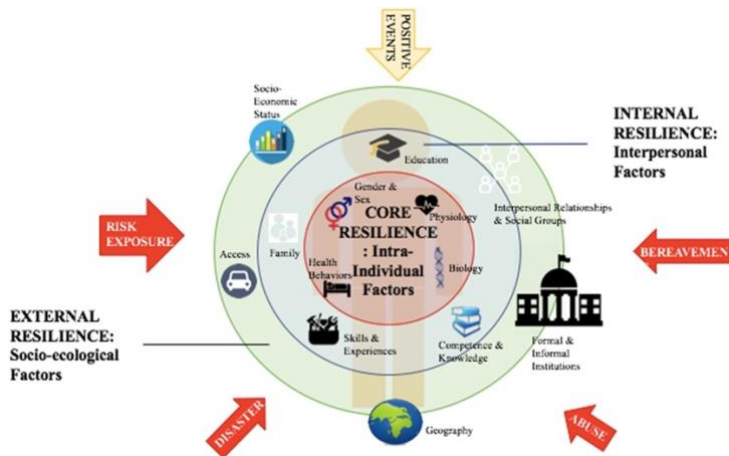 POSITIVE
EVENTS
Socio-
Economic
Status
INTERNAL
RESILIENCE:
Interpersonal
Factors
Education
Gender &
Sex
Physiology
Interpersonal Relationships
& Social Groups
CORE
RESILIENCE
: Intra-
Individual
Factors
RISK
EXPOSURE
Family
Access
Health
Behaviors
Biology
BEREAVEMEN
EXTERNAL
RESILIENCE:
Socio-ecological
Factors
Skills &
Experiences
Competence &
Knowledge
Formal &
Informal
Institutions
DISASTER
Geography
ABUSE